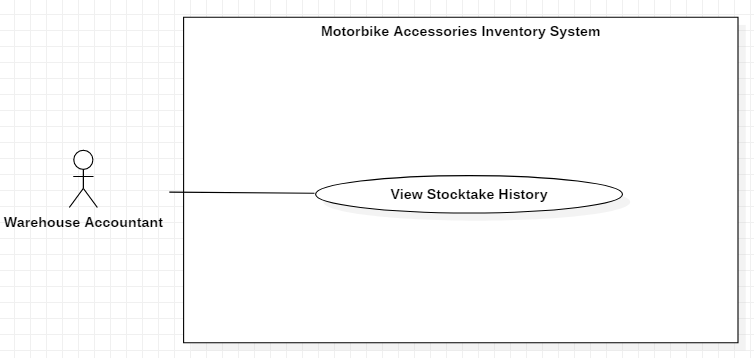 Motorbike Accessories Inventory System
View Stocktake History
Warehouse Accountant